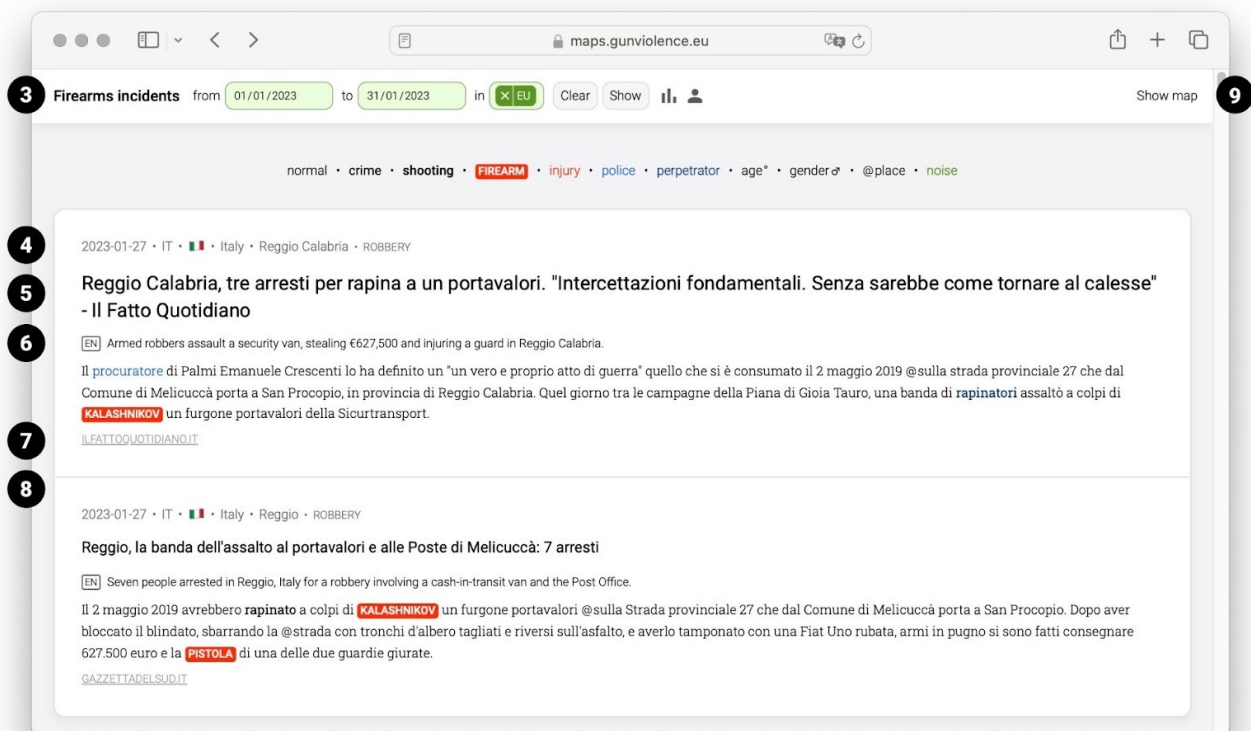 maps.gunviolence.eu
3 Firearms incidents from 01/01/2023 to 31/01/2023 in × EU Clear Show Show map 9
normal • crime • shooting • FIREARM • injury • police • perpetrator • age° • gender♂ • @place • noise
4 2023-01-27 • IT • 🇮🇹 • Italy • Reggio Calabria • ROBBERY
5 Reggio Calabria, tre arresti per rapina a un portavalori. "Intercettazioni fondamentali. Senza sarebbe come tornare al calesse"
- Il Fatto Quotidiano
6 EN Armed robbers assault a security van, stealing €627,500 and injuring a guard in Reggio Calabria.
Il procuratore di Palmi Emanuele Crescenti lo ha definito un "un vero e proprio atto di guerra" quello che si è consumato il 2 maggio 2019 @sulla strada provinciale 27 che dal
Comune di Melicuccà porta a San Procopio, in provincia di Reggio Calabria. Quel giorno tra le campagne della Piana di Gioia Tauro, una banda di rapinatori assaltò a colpi di
KALASHNIKOV un furgone portavalori della Sicurtransport.
7 ILFATTOQUOTIDIANO.IT
8
2023-01-27 • IT • 🇮🇹 • Italy • Reggio • ROBBERY
Reggio, la banda dell'assalto al portavalori e alle Poste di Melicuccà: 7 arresti
EN Seven people arrested in Reggio, Italy for a robbery involving a cash-in-transit van and the Post Office.
Il 2 maggio 2019 avrebbero rapinato a colpi di KALASHNIKOV un furgone portavalori @sulla Strada provinciale 27 che dal Comune di Melicuccà porta a San Procopio. Dopo aver
bloccato il blindato, sbarrando la @strada con tronchi d'albero tagliati e riversi sull'asfalto, e averlo tamponato con una Fiat Uno rubata, armi in pugno si sono fatti consegnare
627.500 euro e la PISTOLA di una delle due guardie giurate.
GAZZETTADELSUD.IT